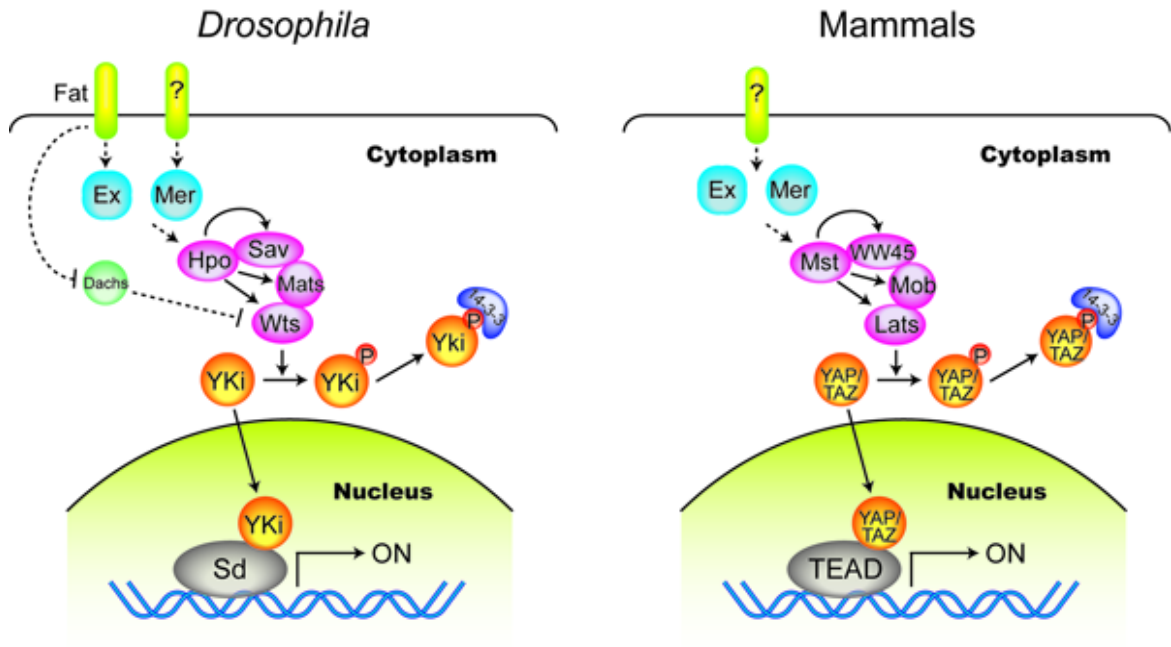 Drosophila
Mammals
Fat
?
Cytoplasm
Ex
Mer
Hpo
Sav
Mats
Dachs
Wts
YKi
P
YKi
14-3-3
P
Yki
Nucleus
YKi
Sd
ON
?
Cytoplasm
Ex
Mer
Mst
WW45
Mob
Lats
YAP/
TAZ
P
YAP/
TAZ
14-3-3
P
YAP/
TAZ
Nucleus
YAP/
TAZ
TEAD
ON